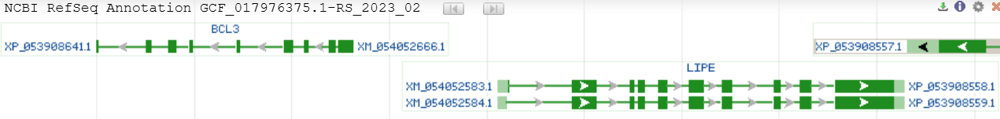 NCBI RefSeq Annotation GCF_017976375.1-RS_2023_02
BCL3
XP_053908641.1 XM_054052666.1 XP_053908557.1
LIPE
XM_054052583.1 XP_053908558.1
XM_054052584.1 XP_053908559.1